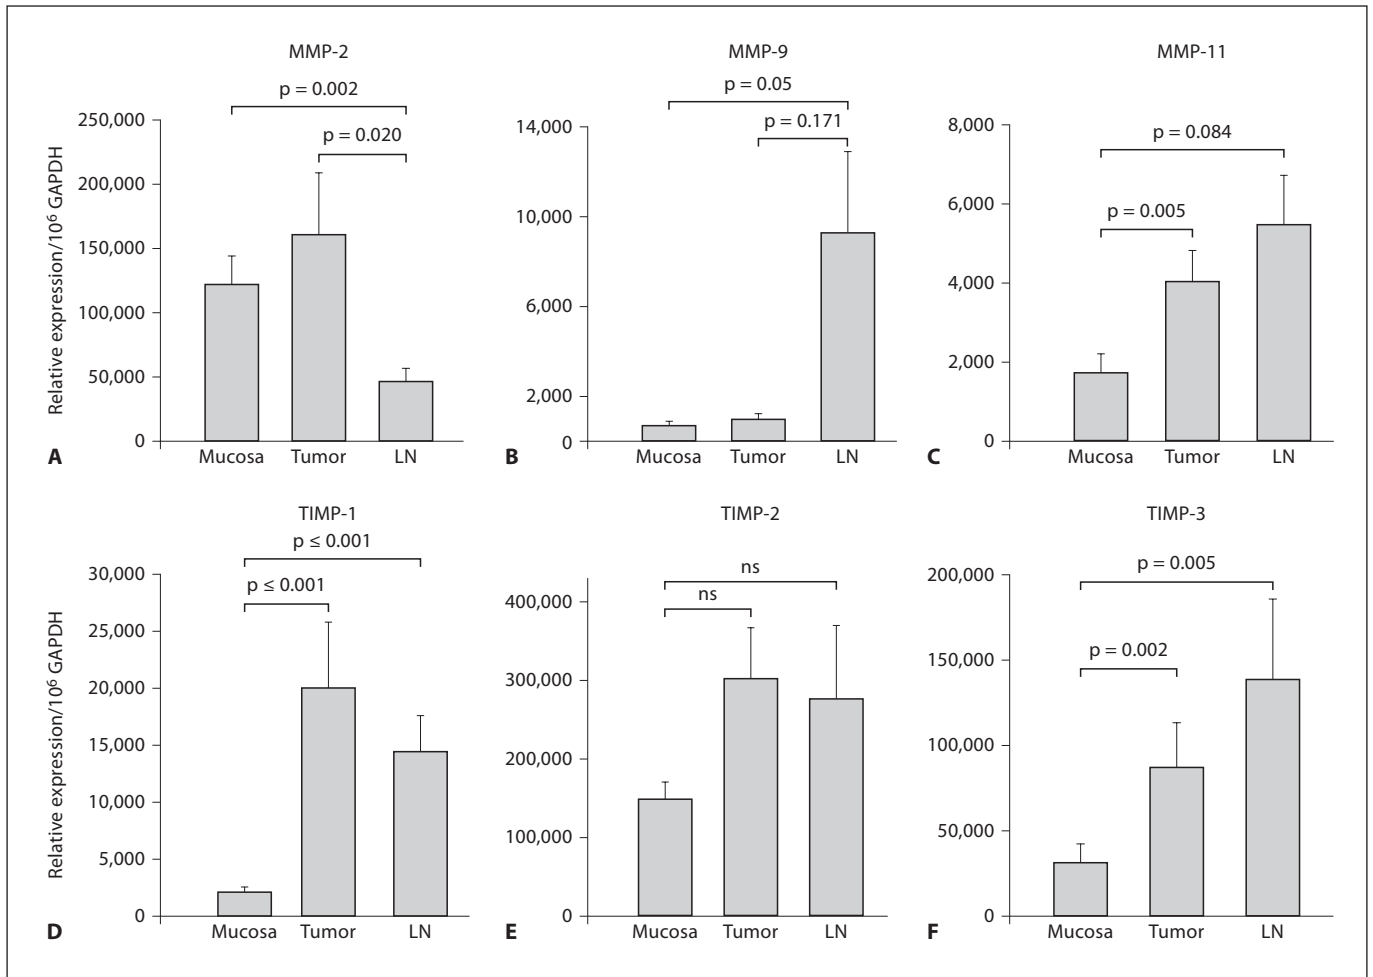 MMP-2
p = 0.002
p = 0.020
250,000
200,000
150,000
100,000
50,000
0
Relative expression/10⁶ GAPDH
Mucosa Tumor LN
A
MMP-9
p = 0.05
p = 0.171
14,000
10,000
6,000
2,000
0
Mucosa Tumor LN
B
MMP-11
p = 0.084
p = 0.005
8,000
6,000
4,000
2,000
0
Mucosa Tumor LN
C
TIMP-1
p ≤ 0.001
p ≤ 0.001
30,000
25,000
20,000
15,000
10,000
5,000
0
Relative expression/10⁶ GAPDH
Mucosa Tumor LN
D
TIMP-2
ns
ns
400,000
300,000
200,000
100,000
0
Mucosa Tumor LN
E
TIMP-3
p = 0.005
p = 0.002
200,000
150,000
100,000
50,000
0
Mucosa Tumor LN
F